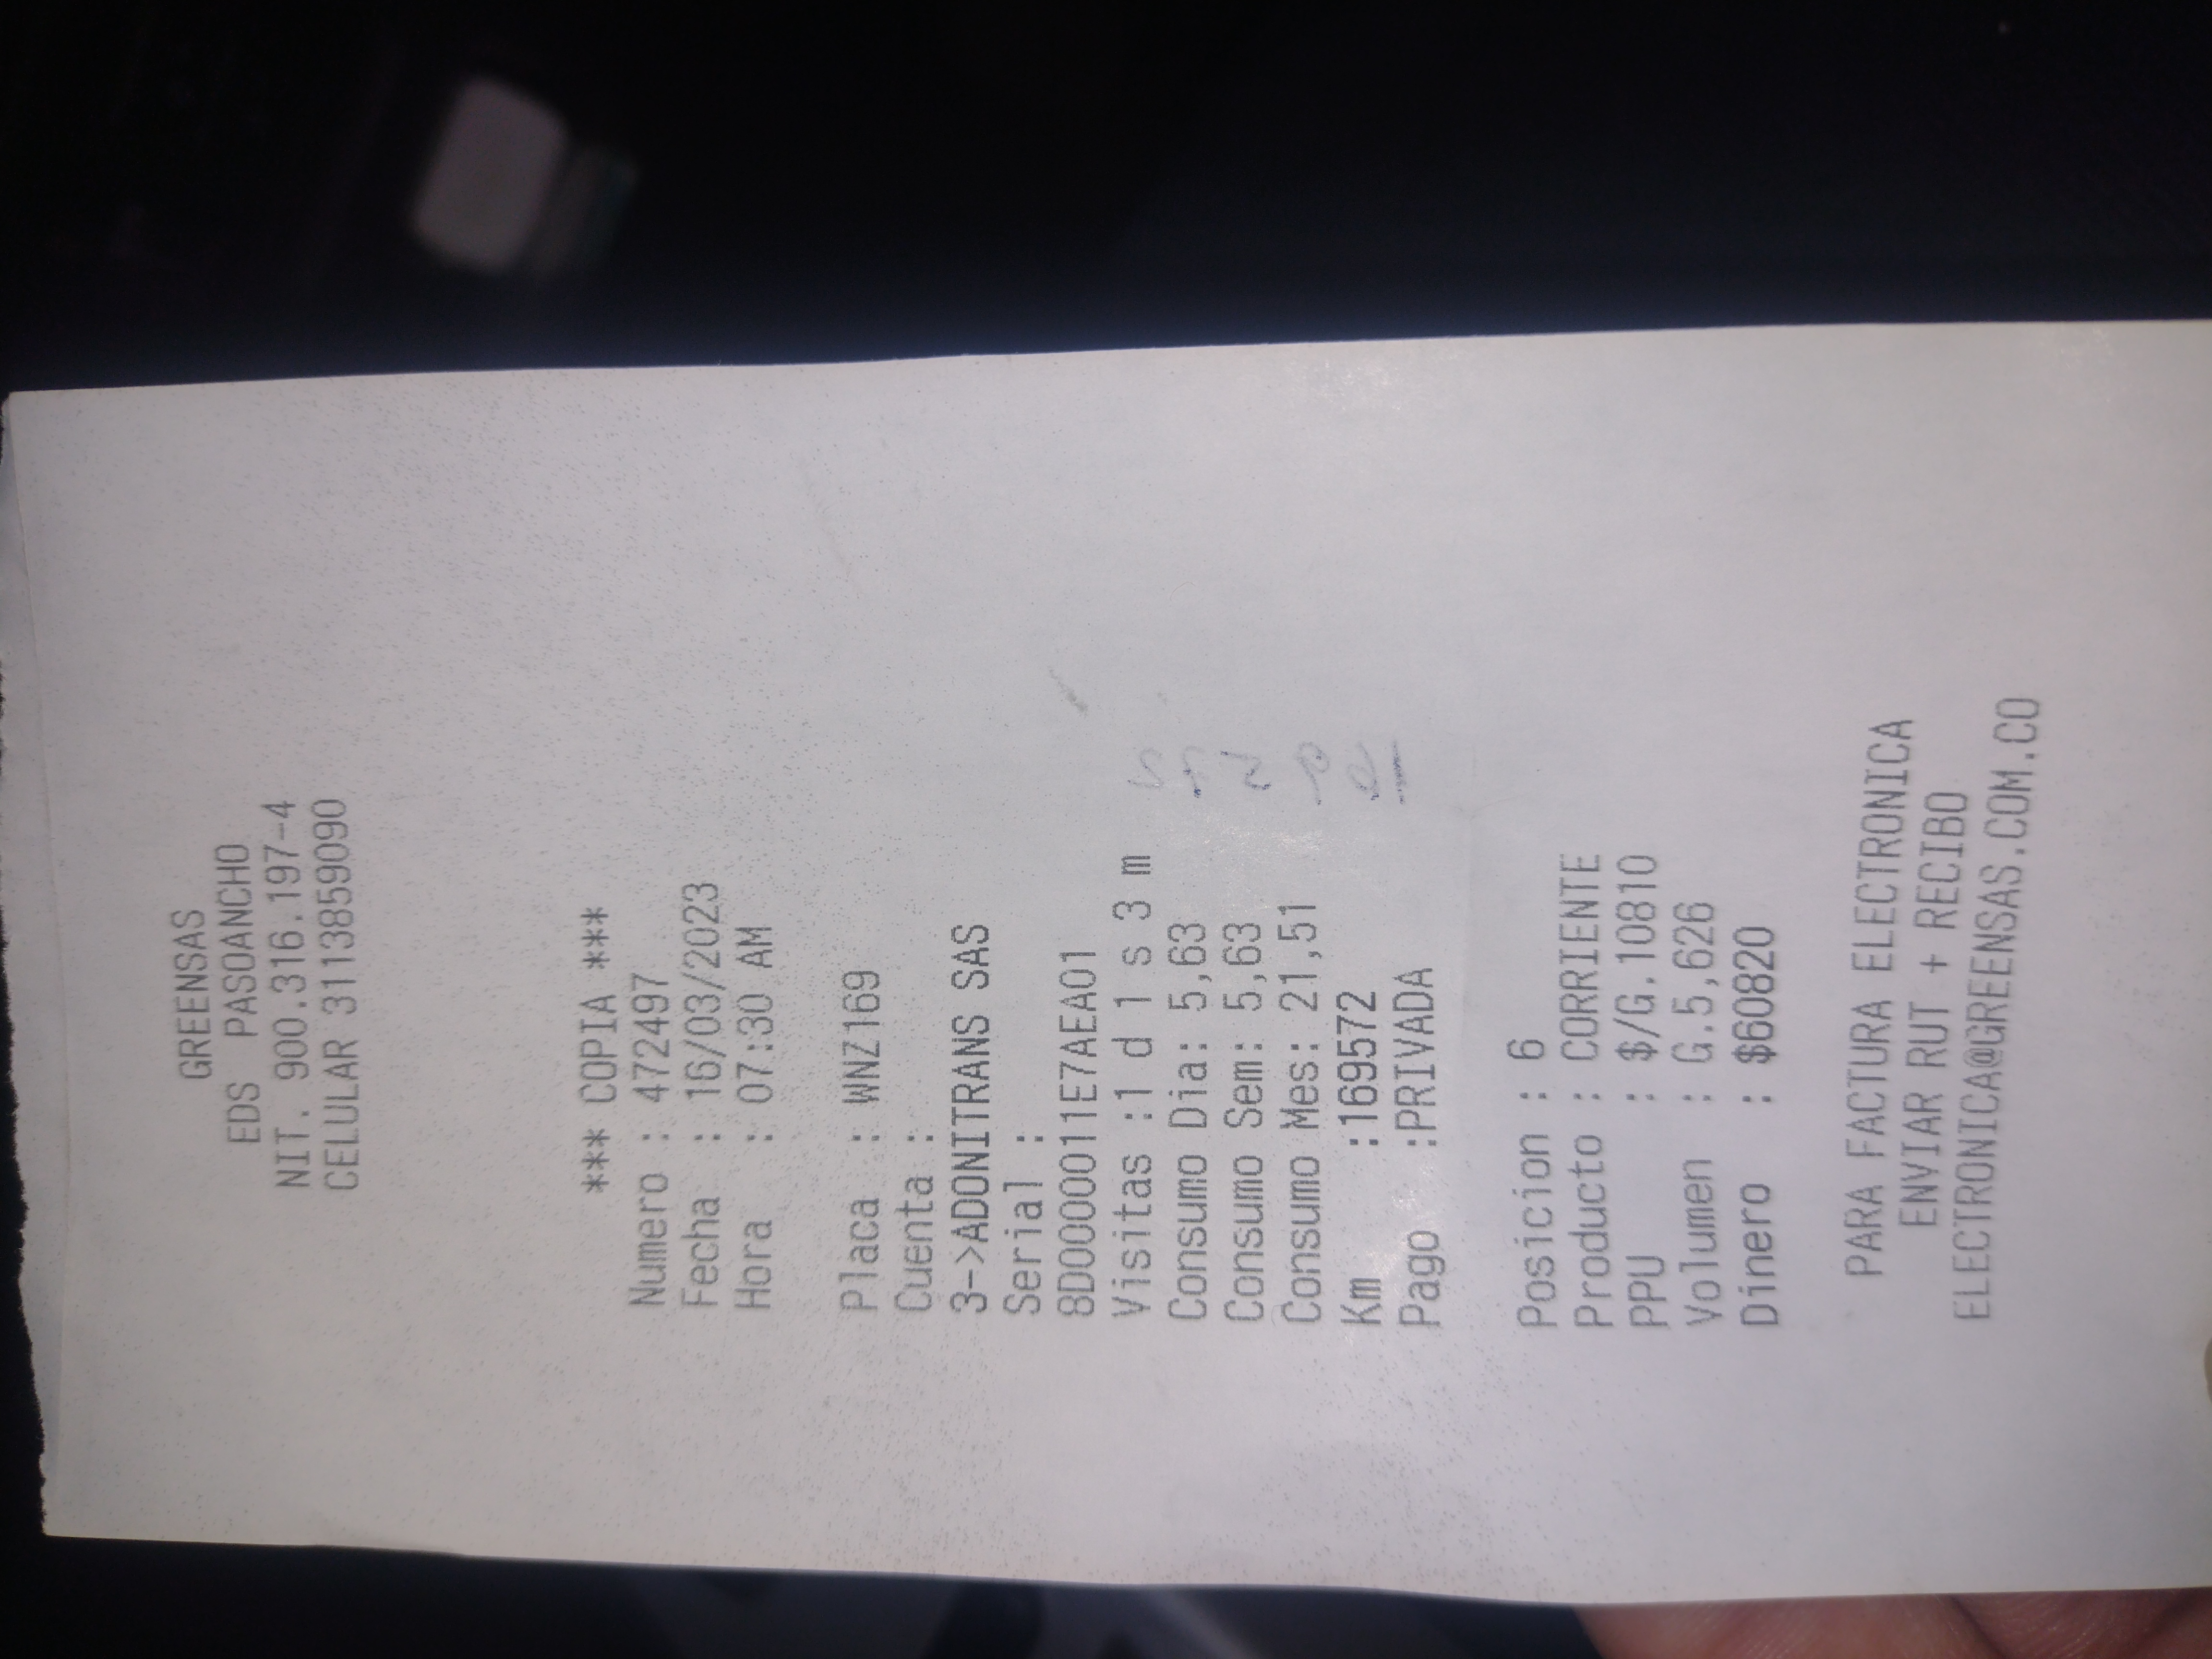 GREENSAS
EDS PASOANCHO
NIT. 900.316.197-4
CELULAR 3113859090
*** COPIA ***
Numero : 472497
Fecha : 16/03/2023
Hora : 07:30 AM
Placa : WNZ169
Cuenta :
3->ADONITRANS SAS
Serial :
8D000011E7AEA01
Visitas :1 d 1 s 3 m
Consumo Dia: 5,63
Consumo Sem: 5,63
Consumo Mes: 21,51
Km :169572
Pago :PRIVADA
Posicion : 6
Producto : CORRIENTE
PPU : $/G.10810
Volumen : G.5,626
Dinero : $60820
PARA FACTURA ELECTRONICA
ENVIAR RUT + RECIBO
ELECTRONICA@GREENSAS.COM.CO